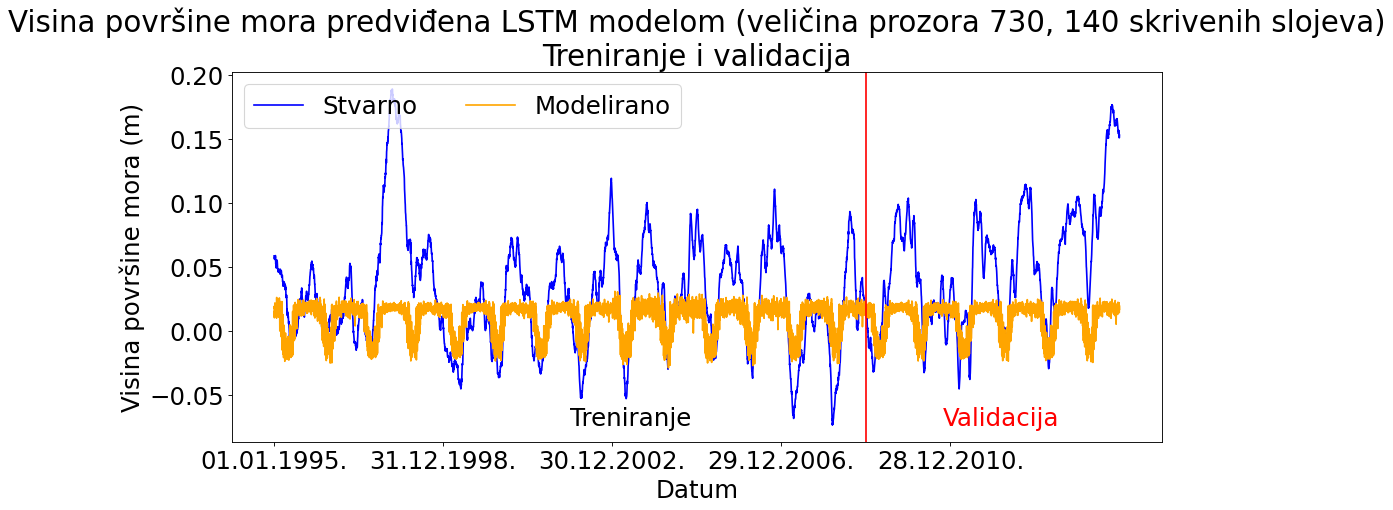 Visina površine mora predviđena LSTM modelom (veličina prozora 730, 140 skrivenih slojeva)
Treniranje i validacija
Stvarno
Modelirano
Visina površine mora (m)
0.20
0.15
0.10
0.05
0.00
−0.05
Treniranje
Validacija
01.01.1995.
31.12.1998.
30.12.2002.
29.12.2006.
28.12.2010.
Datum